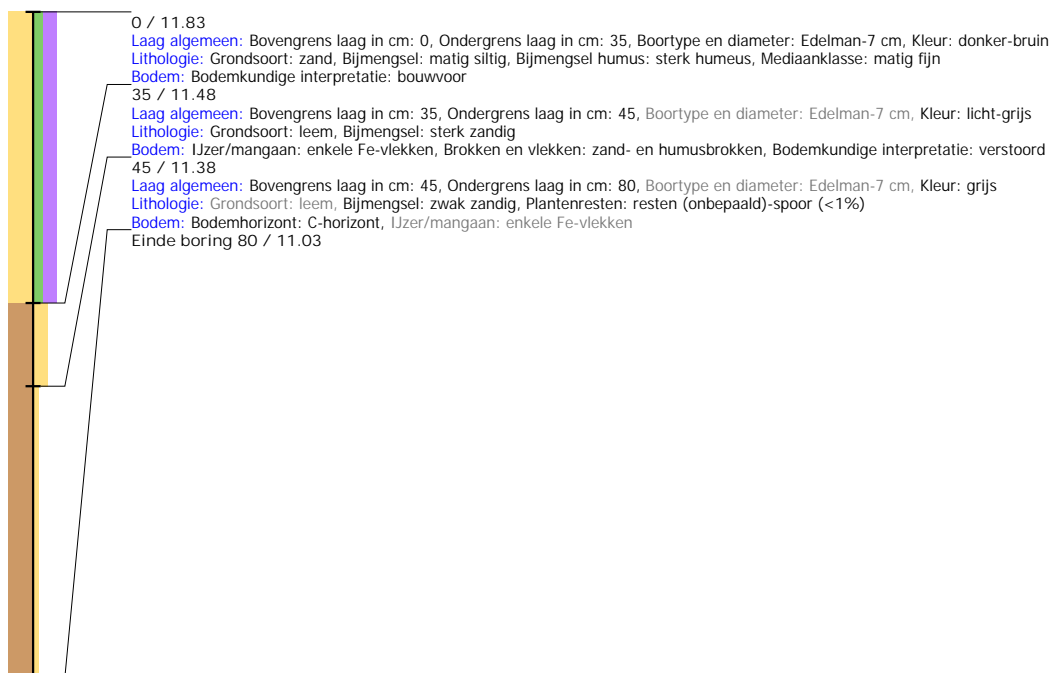 0 / 11.83
Laag algemeen: Bovengrens laag in cm: 0, Ondergrens laag in cm: 35, Boortype en diameter: Edelman-7 cm, Kleur: donker-bruin
Lithologie: Grondsoort: zand, Bijmengsel: matig siltig, Bijmengsel humus: sterk humeus, Mediaanklasse: matig fijn
Bodem: Bodemkundige interpretatie: bouwvoor
35 / 11.48
Laag algemeen: Bovengrens laag in cm: 35, Ondergrens laag in cm: 45, Boortype en diameter: Edelman-7 cm, Kleur: licht-grijs
Lithologie: Grondsoort: leem, Bijmengsel: sterk zandig
Bodem: IJzer/mangaan: enkele Fe-vlekken, Brokken en vlekken: zand- en humusbrokken, Bodemkundige interpretatie: verstoord
45 / 11.38
Laag algemeen: Bovengrens laag in cm: 45, Ondergrens laag in cm: 80, Boortype en diameter: Edelman-7 cm, Kleur: grijs
Lithologie: Grondsoort: leem, Bijmengsel: zwak zandig, Plantenresten: resten (onbepaald)-spoor (<1%)
Bodem: Bodemhorizont: C-horizont, IJzer/mangaan: enkele Fe-vlekken
Einde boring 80 / 11.03